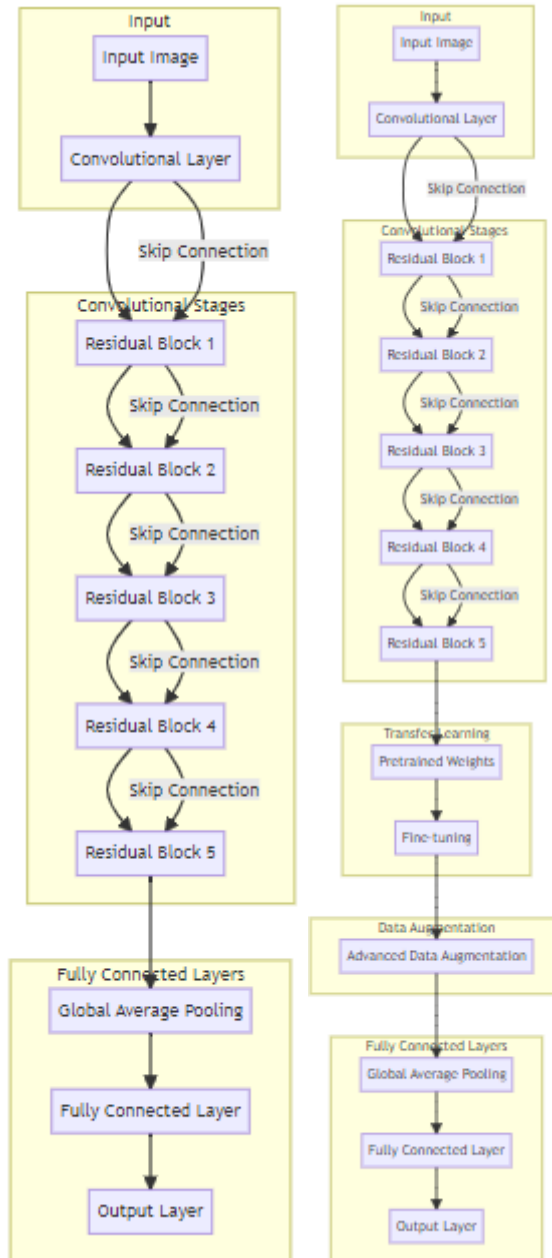 Input
Input Image
Convolutional Layer
Skip Connection
Convolutional Stages
Residual Block 1
Skip Connection
Residual Block 2
Skip Connection
Residual Block 3
Skip Connection
Residual Block 4
Skip Connection
Residual Block 5
Fully Connected Layers
Global Average Pooling
Fully Connected Layer
Output Layer
Input
Input Image
Convolutional Layer
Skip Connection
Convolutional Stages
Residual Block 1
Skip Connection
Residual Block 2
Skip Connection
Residual Block 3
Skip Connection
Residual Block 4
Skip Connection
Residual Block 5
Transfer Learning
Pretrained Weights
Fine-tuning
Data Augmentation
Advanced Data Augmentation
Fully Connected Layers
Global Average Pooling
Fully Connected Layer
Output Layer